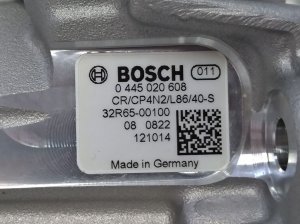 BOSCH 011
0 445 020 608
CR/CP4N2/L86/40-S
32R65-00100
08 0822
121014
Made in Germany